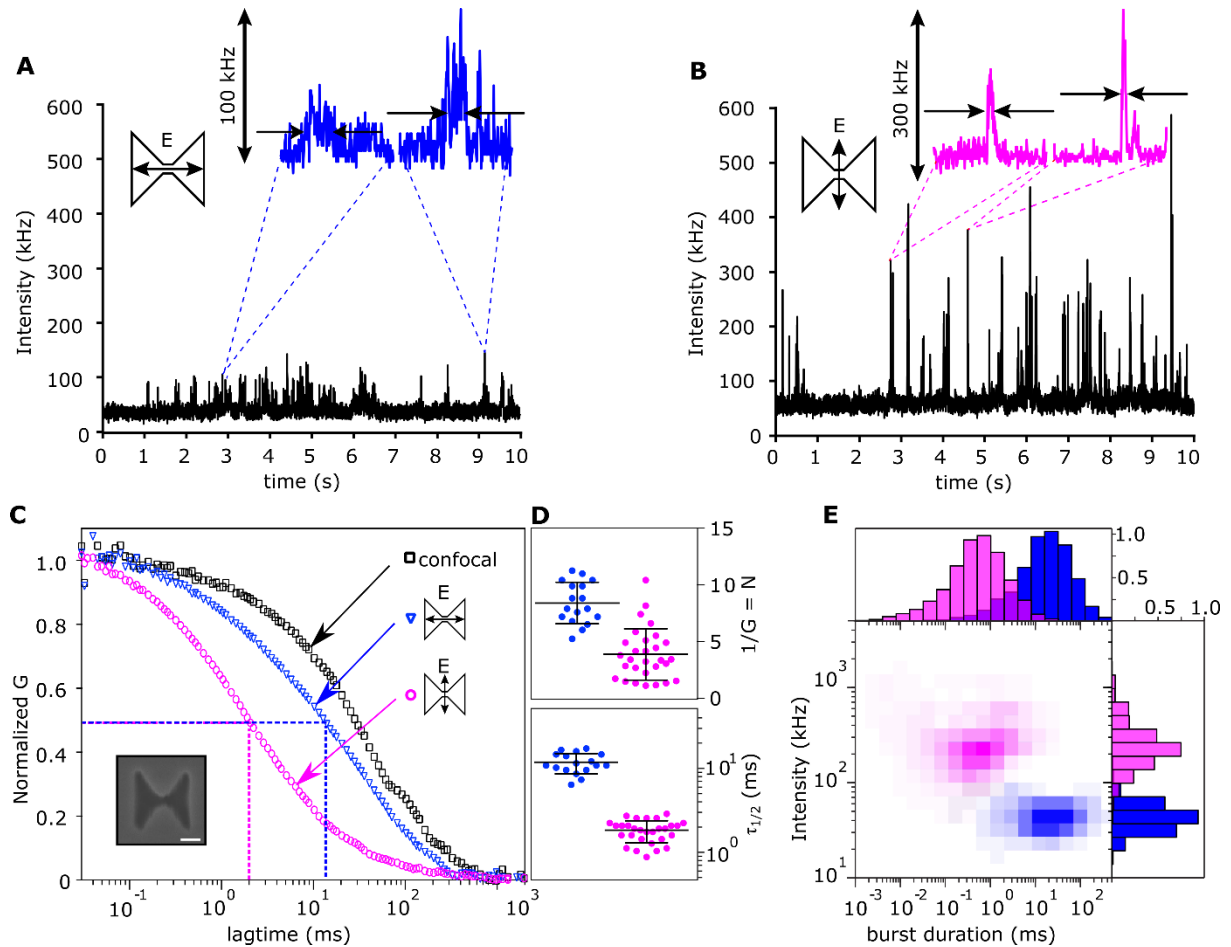 A
100 kHz
E
Intensity (kHz)
600
500
400
300
200
100
0
0 1 2 3 4 5 6 7 8 9 10
time (s)
B
300 kHz
E
Intensity (kHz)
600
500
400
300
200
100
0
0 1 2 3 4 5 6 7 8 9 10
time (s)
C
Normalized G
1.0
0.8
0.6
0.4
0.2
0
confocal
E
E
10⁻¹ 10⁰ 10¹ 10² 10³
lagtime (ms)
D
15
10
5
0
1/G = N
10¹
10⁰
τ1/2 (ms)
E
1.0
0.5
0.5 1.0
Intensity (kHz)
10³
10²
10¹
10⁻³ 10⁻² 10⁻¹ 10⁰ 10¹ 10²
burst duration (ms)